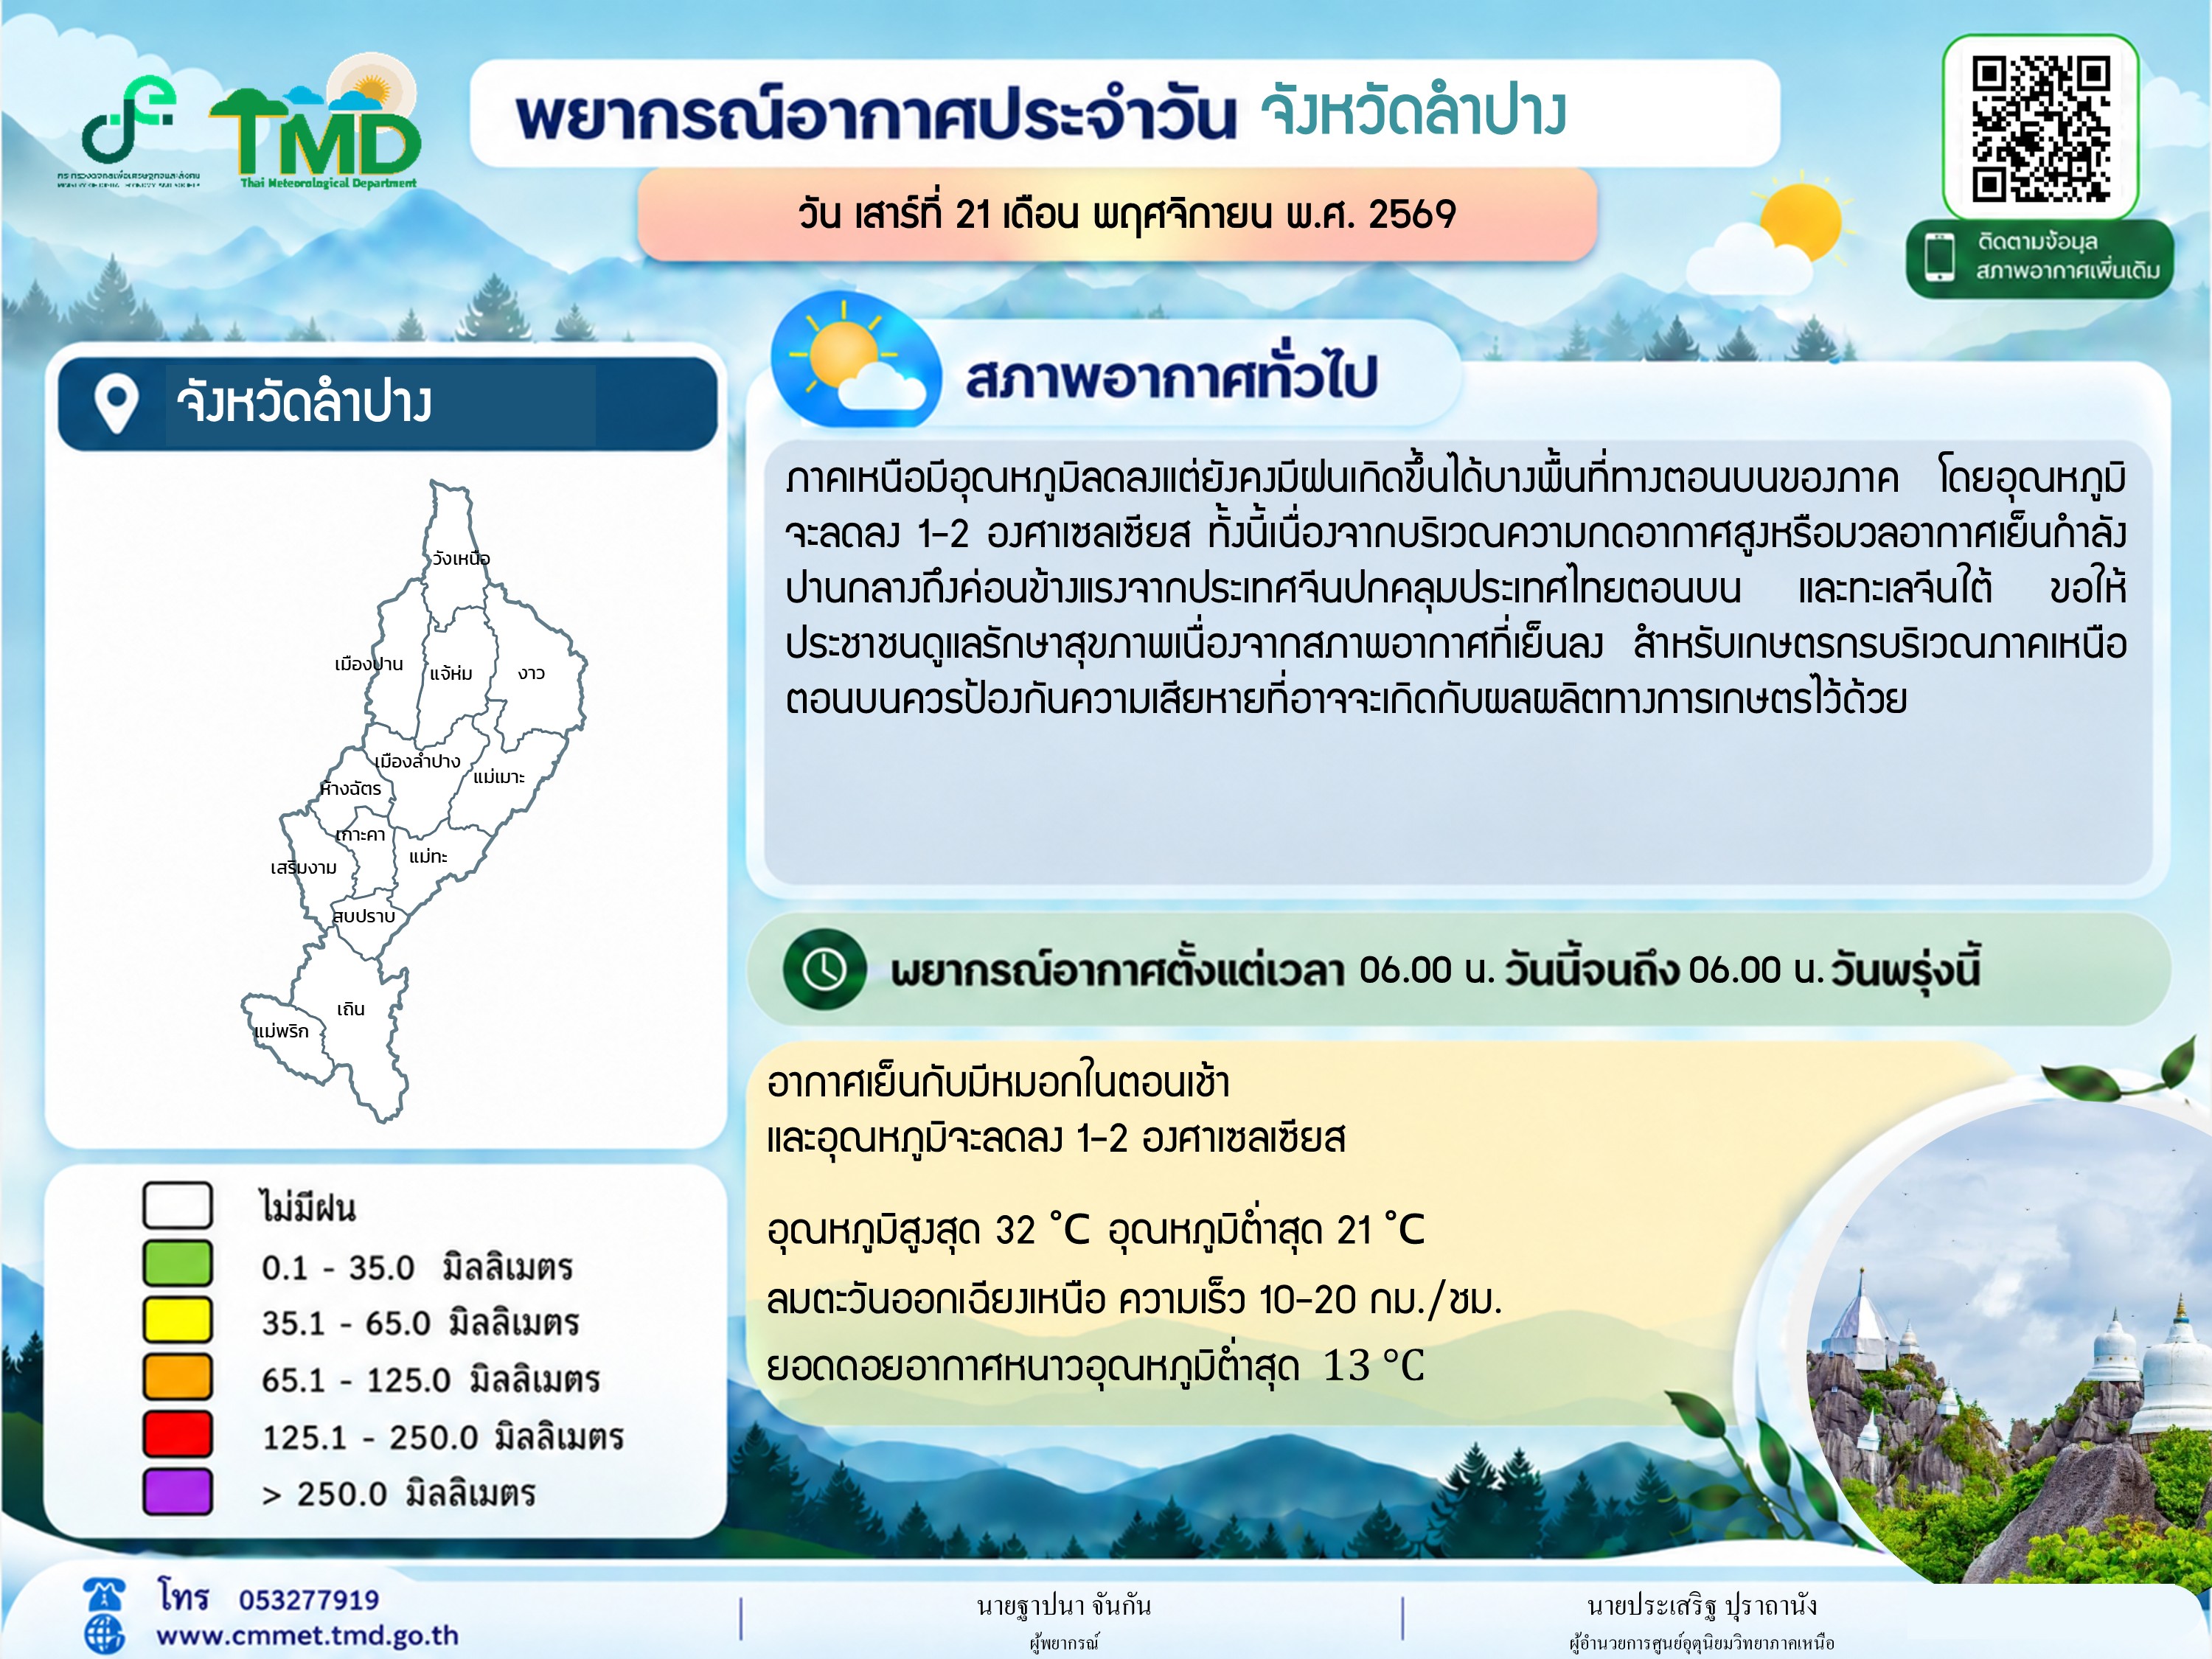 พยากรณ์อากาศประจำวัน จังหวัดลำปาง
วัน เสาร์ที่ 21 เดือน พฤศจิกายน พ.ศ. 2569
TMD
Thai Meteorological Department
ติดตามข้อมูล
สภาพอากาศเพิ่มเติม
จังหวัดลำปาง
วังเหนือ
เมืองปาน
แจ้ห่ม
งาว
เมืองลำปาง
แม่เมาะ
ห้างฉัตร
เกาะคา
แม่ทะ
เสริมงาม
สบปราบ
เถิน
แม่พริก
ไม่มีฝน
0.1 - 35.0 มิลลิเมตร
35.1 - 65.0 มิลลิเมตร
65.1 - 125.0 มิลลิเมตร
125.1 - 250.0 มิลลิเมตร
> 250.0 มิลลิเมตร
สภาพอากาศทั่วไป
ภาคเหนือมีอุณหภูมิลดลงแต่ยังคงมีฝนเกิดขึ้นได้บางพื้นที่ทางตอนบนของภาค โดยอุณหภูมิ
จะลดลง 1-2 องศาเซลเซียส ทั้งนี้เนื่องจากบริเวณความกดอากาศสูงหรือมวลอากาศเย็นกำลัง
ปานกลางถึงค่อนข้างแรงจากประเทศจีนปกคลุมประเทศไทยตอนบน และทะเลจีนใต้ ขอให้
ประชาชนดูแลรักษาสุขภาพเนื่องจากสภาพอากาศที่เย็นลง สำหรับเกษตรกรบริเวณภาคเหนือ
ตอนบนควรป้องกันความเสียหายที่อาจจะเกิดกับผลผลิตทางการเกษตรไว้ด้วย
พยากรณ์อากาศตั้งแต่เวลา 06.00 น. วันนี้จนถึง 06.00 น. วันพรุ่งนี้
อากาศเย็นกับมีหมอกในตอนเช้า
และอุณหภูมิจะลดลง 1-2 องศาเซลเซียส
อุณหภูมิสูงสุด 32 °C อุณหภูมิต่ำสุด 21 °C
ลมตะวันออกเฉียงเหนือ ความเร็ว 10-20 กม./ชม.
ยอดดอยอากาศหนาวอุณหภูมิต่ำสุด 13 °C
โทร 053277919
www.cmmet.tmd.go.th
นายฐาปนา จันกัน
ผู้พยากรณ์
นายประเสริฐ ปุราถานัง
ผู้อำนวยการศูนย์อุตุนิยมวิทยาภาคเหนือ